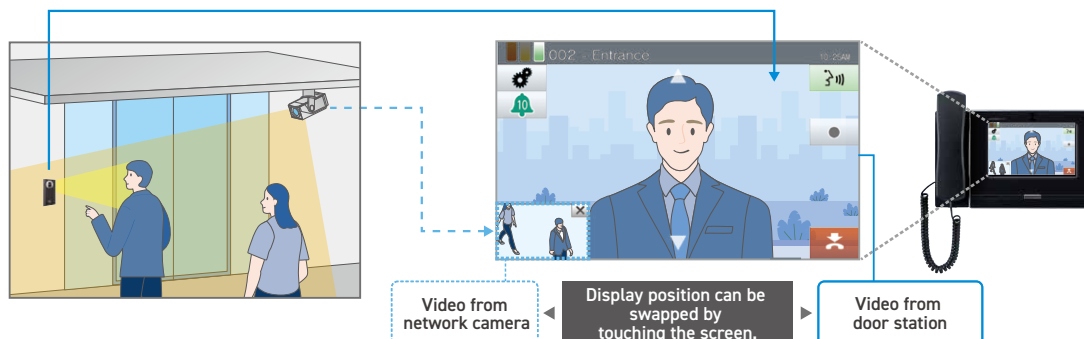 002 - Entrance
10:25AM
10
Video from
network camera
Display position can be
swapped by
touching the screen.
Video from
door station